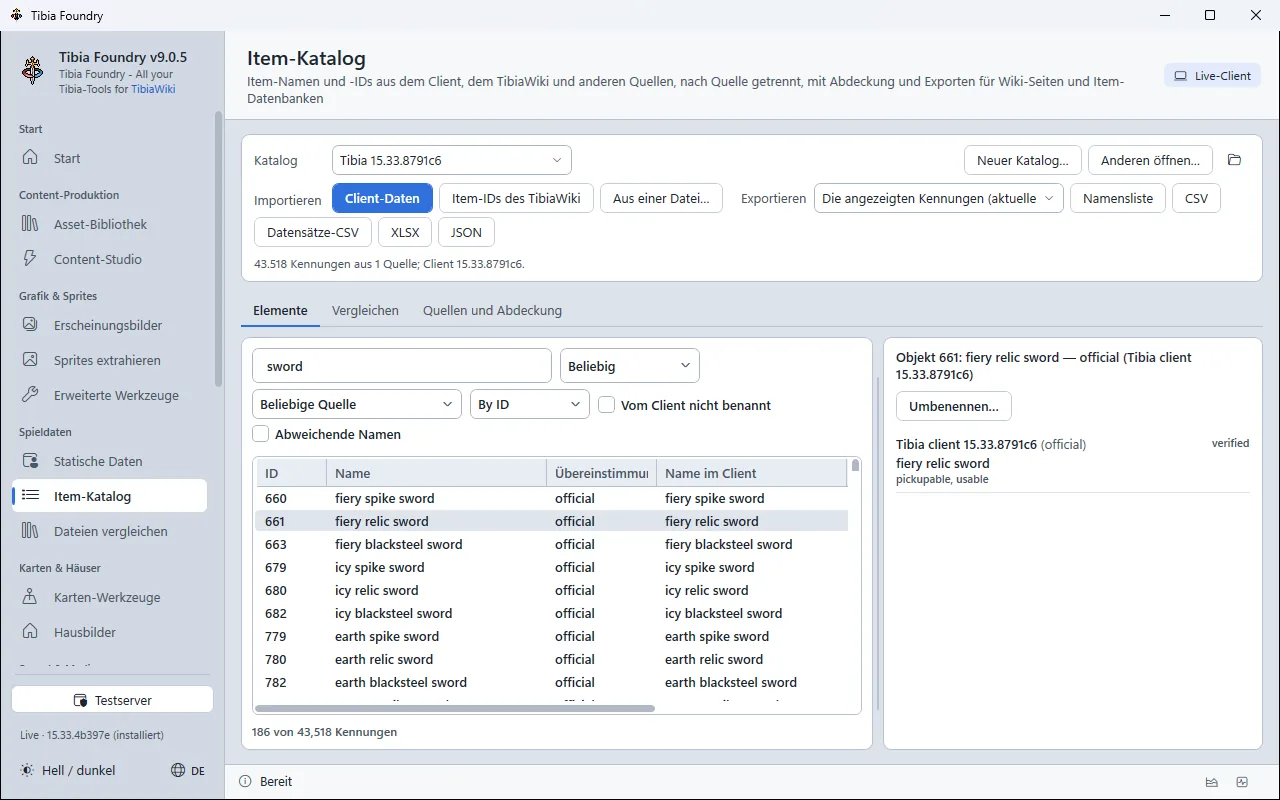 Tibia Foundry
Tibia Foundry v9.0.5
Tibia Foundry - All your
Tibia-Tools for TibiaWiki
Start
Start
Content-Produktion
Asset-Bibliothek
Content-Studio
Grafik & Sprites
Erscheinungsbilder
Sprites extrahieren
Erweiterte Werkzeuge
Spieldaten
Statische Daten
Item-Katalog
Dateien vergleichen
Karten & Häuser
Karten-Werkzeuge
Hausbilder
Testserver
Live · 15.33.4b397e (installiert)
Hell / dunkel
DE
Item-Katalog
Item-Namen und -IDs aus dem Client, dem TibiaWiki und anderen Quellen, nach Quelle getrennt, mit Abdeckung und Exporten für Wiki-Seiten und Item-
Datenbanken
Live-Client
Katalog
Tibia 15.33.8791c6
Neuer Katalog...
Anderen öffnen...
Importieren
Client-Daten
Item-IDs des TibiaWiki
Aus einer Datei...
Exportieren
Die angezeigten Kennungen (aktuelle
Namensliste
CSV
Datensätze-CSV
XLSX
JSON
43.518 Kennungen aus 1 Quelle; Client 15.33.8791c6.
Elemente
Vergleichen
Quellen und Abdeckung
sword
Beliebig
Beliebige Quelle
By ID
Vom Client nicht benannt
Abweichende Namen
ID Name Übereinstimmu Name im Client
660 fiery spike sword official fiery spike sword
661 fiery relic sword official fiery relic sword
663 fiery blacksteel sword official fiery blacksteel sword
679 icy spike sword official icy spike sword
680 icy relic sword official icy relic sword
682 icy blacksteel sword official icy blacksteel sword
779 earth spike sword official earth spike sword
780 earth relic sword official earth relic sword
782 earth blacksteel sword official earth blacksteel sword
186 von 43,518 Kennungen
Objekt 661: fiery relic sword — official (Tibia client
15.33.8791c6)
Umbenennen...
Tibia client 15.33.8791c6 (official)
verified
fiery relic sword
pickupable, usable
Bereit